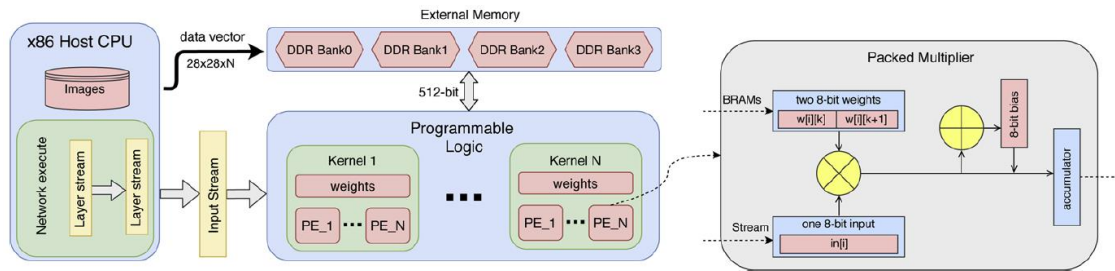 x86 Host CPU
Images
Network execute
Layer stream
Layer stream
data vector
28x28xN
Input Stream
External Memory
DDR Bank0
DDR Bank1
DDR Bank2
DDR Bank3
512-bit
Programmable
Logic
Kernel 1
weights
PE_1
PE_N
Kernel N
weights
PE_1
PE_N
Packed Multiplier
BRAMs
two 8-bit weights
w[i][k]
w[i][k+1]
8-bit bias
accumulator
Stream
one 8-bit input
in[i]